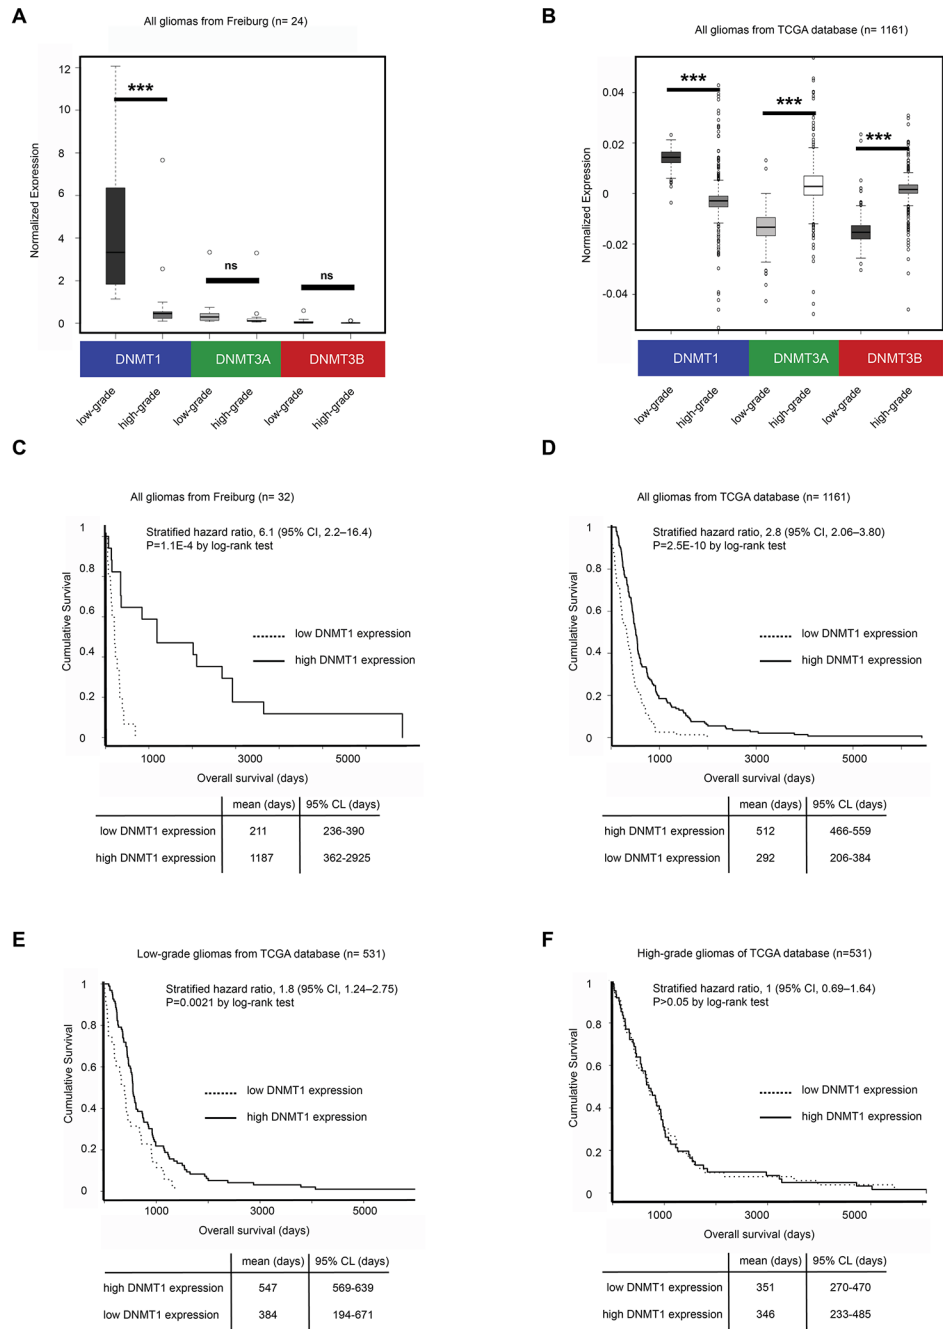 A
All gliomas from Freiburg (n= 24)
Normalized Expression
12
10
8
6
4
2
0
***
ns
ns
DNMT1
DNMT3A
DNMT3B
low-grade
high-grade
low-grade
high-grade
low-grade
high-grade
B
All gliomas from TCGA database (n= 1161)
Normalized Expression
0.04
0.02
0
-0.02
-0.04
***
***
***
DNMT1
DNMT3A
DNMT3B
low-grade
high-grade
low-grade
high-grade
low-grade
high-grade
C
All gliomas from Freiburg (n= 32)
Stratified hazard ratio, 6.1 (95% CI, 2.2–16.4)
P=1.1E-4 by log-rank test
low DNMT1 expression
high DNMT1 expression
Cumulative Survival
1
0.8
0.6
0.4
0.2
0
1000 3000 5000
Overall survival (days)
mean (days) 95% CL (days)
low DNMT1 expression 211 236-390
high DNMT1 expression 1187 362-2925
D
All gliomas from TCGA database (n= 1161)
Stratified hazard ratio, 2.8 (95% CI, 2.06–3.80)
P=2.5E-10 by log-rank test
low DNMT1 expression
high DNMT1 expression
Cumulative Survival
1
0.8
0.6
0.4
0.2
0
1000 3000 5000
Overall survival (days)
mean (days) 95% CL (days)
high DNMT1 expression 512 466-559
low DNMT1 expression 292 206-384
E
Low-grade gliomas from TCGA database (n= 531)
Stratified hazard ratio, 1.8 (95% CI, 1.24–2.75)
P=0.0021 by log-rank test
low DNMT1 expression
high DNMT1 expression
Cumulative Survival
1
0.8
0.6
0.4
0.2
0
1000 3000 5000 6000
Overall survival (days)
mean (days) 95% CL (days)
high DNMT1 expression 547 569-639
low DNMT1 expression 384 194-671
F
High-grade gliomas of TCGA database (n=531)
Stratified hazard ratio, 1 (95% CI, 0.69–1.64)
P>0.05 by log-rank test
low DNMT1 expression
high DNMT1 expression
Cumulative Survival
1
0.8
0.6
0.4
0.2
0
1000 3000 5000
Overall survival (days)
mean (days) 95% CL (days)
low DNMT1 expression 351 270-470
high DNMT1 expression 346 233-485